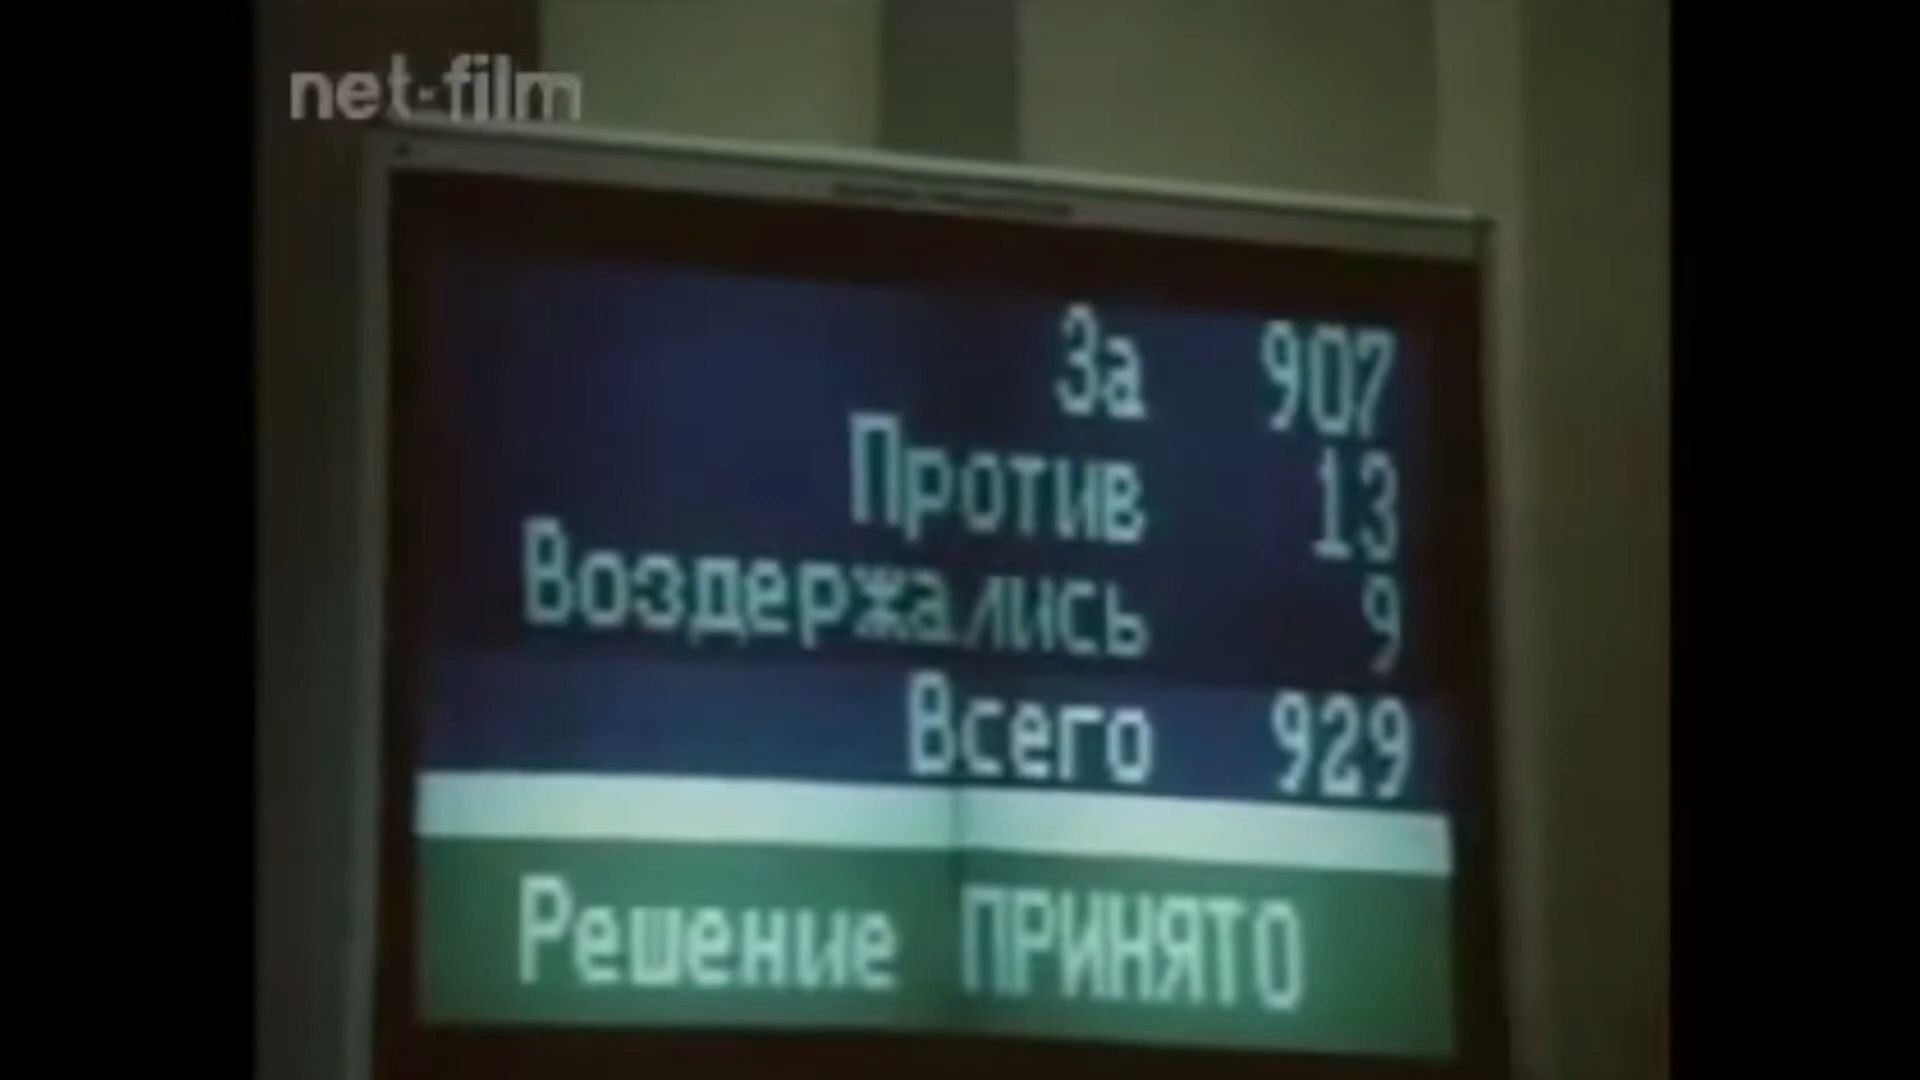 net-film
За 907
Против 13
Воздержались 9
Всего 929
Решение ПРИНЯТО